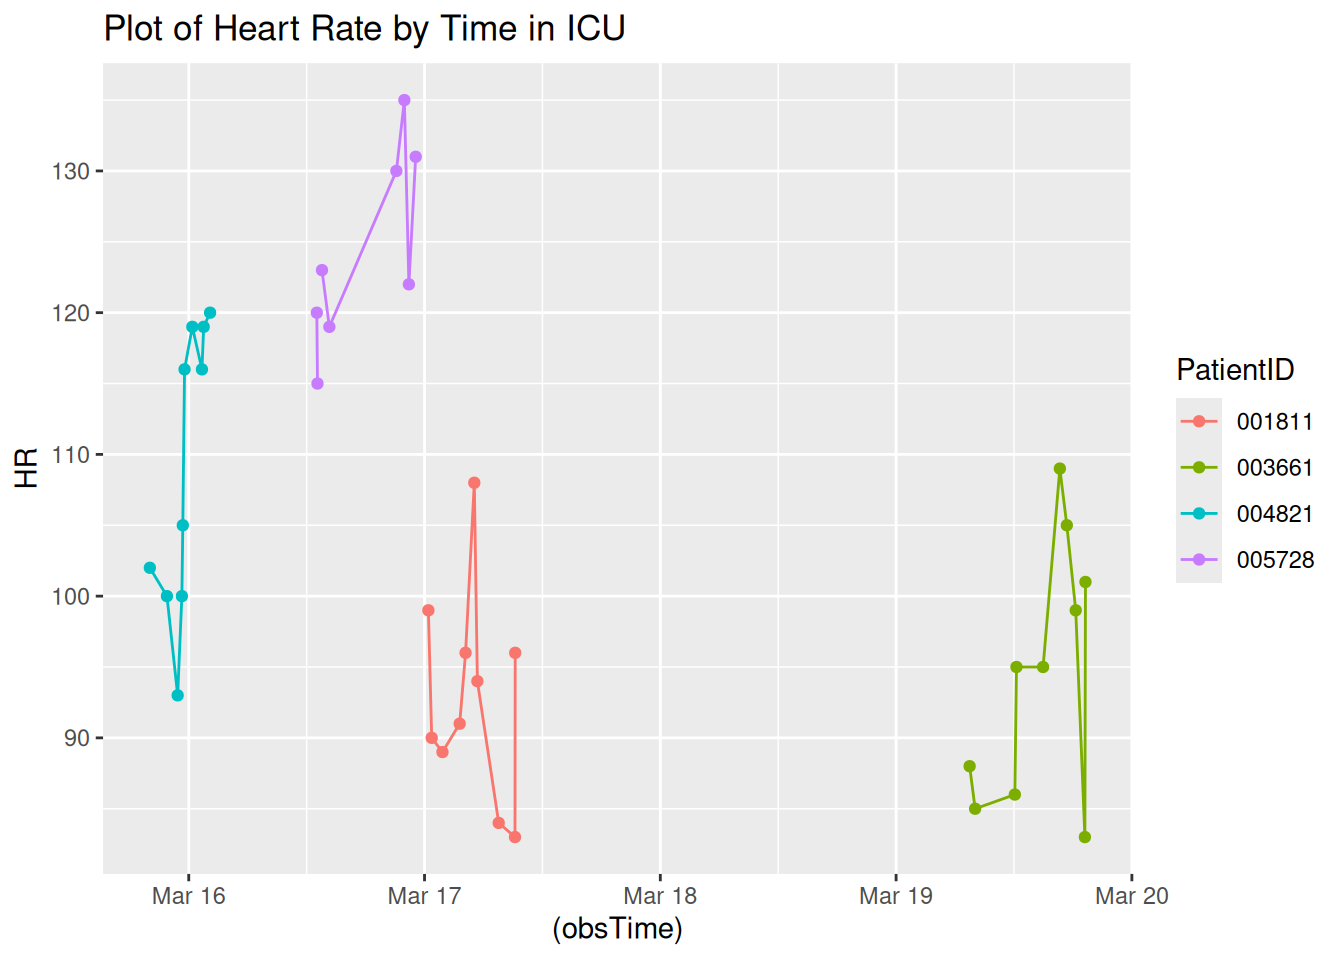 Plot of Heart Rate by Time in ICU
130
120
110
100
90
HR
Mar 16
Mar 17
Mar 18
Mar 19
Mar 20
(obsTime)
PatientID
001811
003661
004821
005728